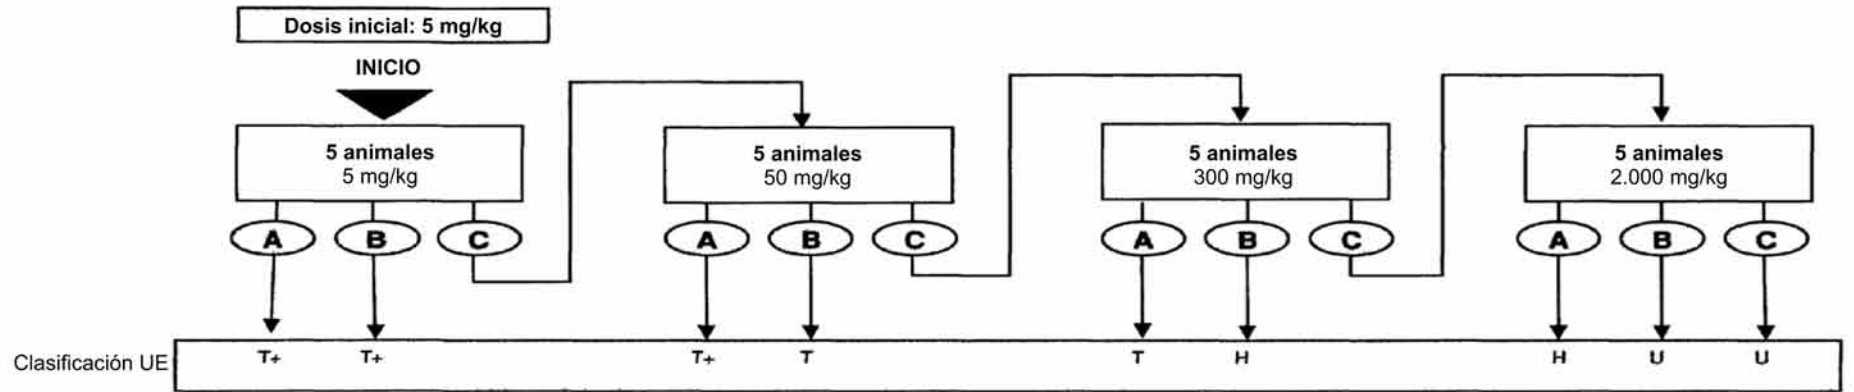 Dosis inicial: 5 mg/kg
INICIO
5 animales
5 mg/kg
5 animales
50 mg/kg
5 animales
300 mg/kg
5 animales
2.000 mg/kg
A B C A B C A B C A B C
Clasificación UE T+ T+ T+ T T H H U U